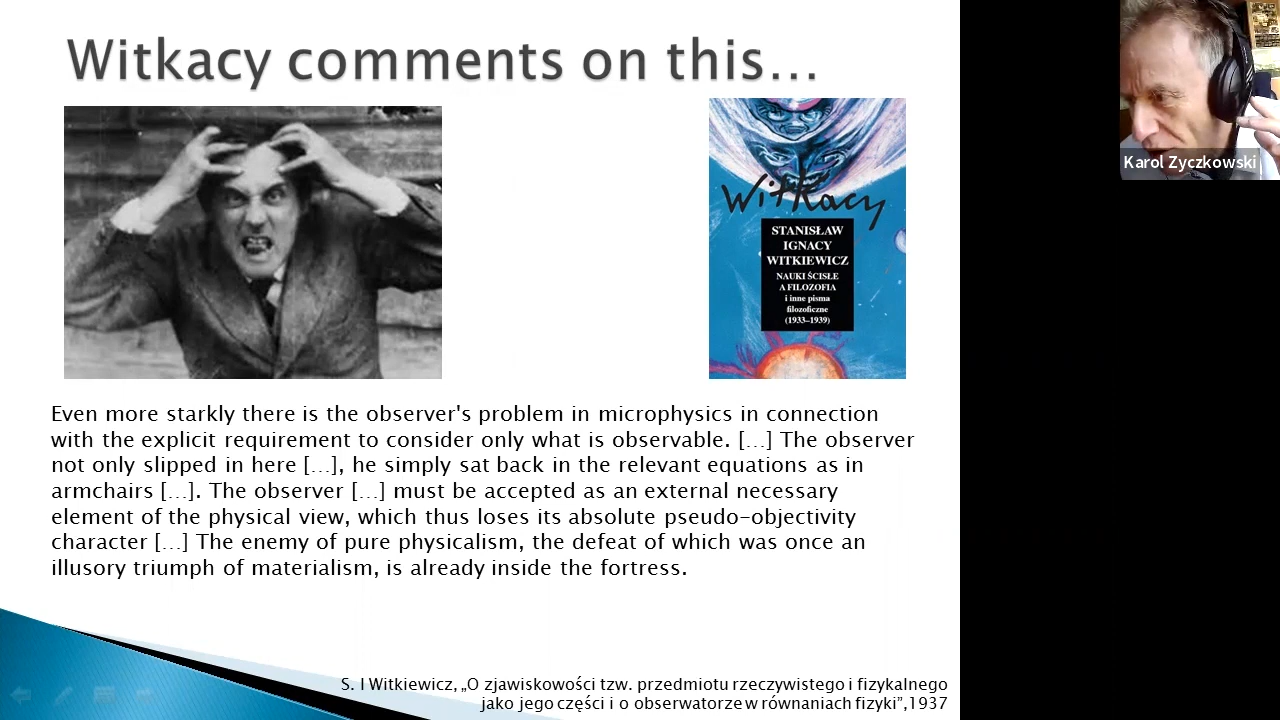 Witkacy comments on this...
Karol Zyczkowski
Witkacy
STANISŁAW
IGNACY
WITKIEWICZ
NAUKI ŚCISŁE
A FILOZOFIA
i inne pisma
filozoficzne
(1933–1939)
Even more starkly there is the observer's problem in microphysics in connection
with the explicit requirement to consider only what is observable. […] The observer
not only slipped in here […], he simply sat back in the relevant equations as in
armchairs […]. The observer […] must be accepted as an external necessary
element of the physical view, which thus loses its absolute pseudo-objectivity
character […] The enemy of pure physicalism, the defeat of which was once an
illusory triumph of materialism, is already inside the fortress.
S. I Witkiewicz, „O zjawiskowości tzw. przedmiotu rzeczywistego i fizykalnego
jako jego części i o obserwatorze w równaniach fizyki”,1937